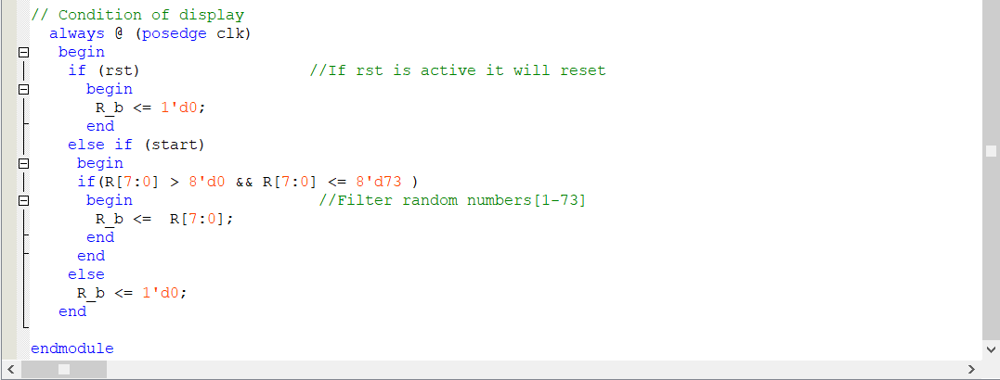 // Condition of display
always @ (posedge clk)
begin
if (rst) //If rst is active it will reset
begin
R_b <= 1'd0;
end
else if (start)
begin
if(R[7:0] > 8'd0 && R[7:0] <= 8'd73 )
begin //Filter random numbers[1-73]
R_b <= R[7:0];
end
end
else
R_b <= 1'd0;
end
endmodule